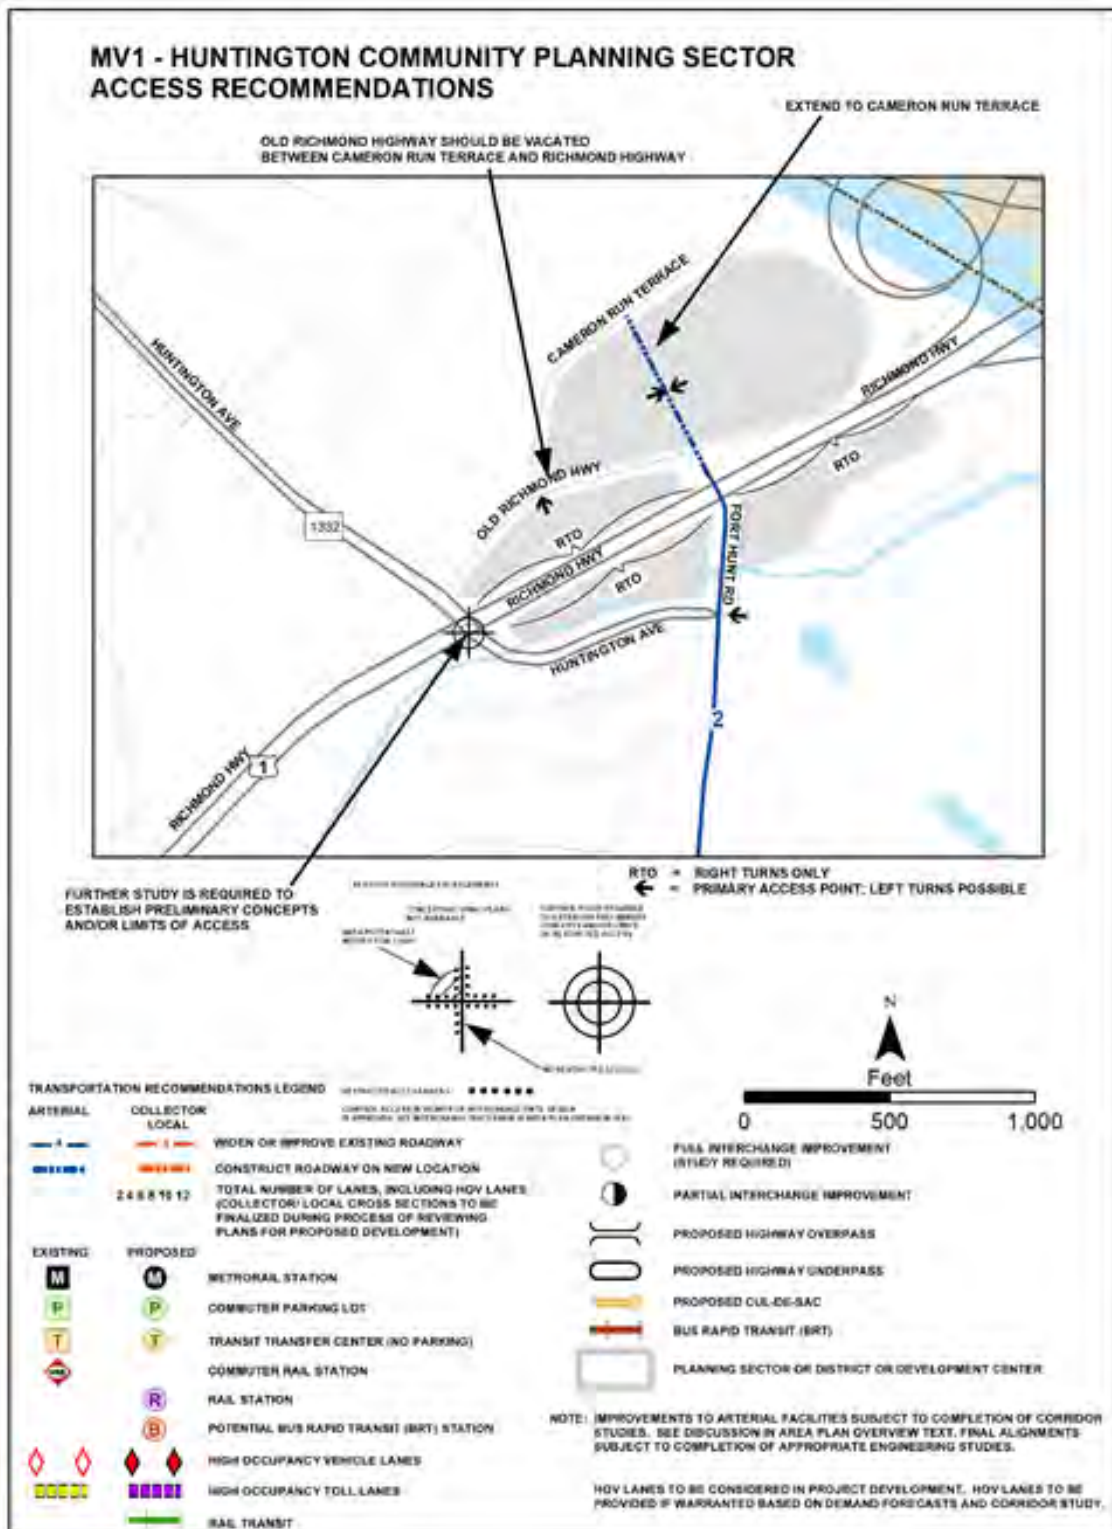 MV1 - HUNTINGTON COMMUNITY PLANNING SECTOR
ACCESS RECOMMENDATIONS
EXTEND TO CAMERON RUN TERRACE
OLD RICHMOND HIGHWAY SHOULD BE VACATED
BETWEEN CAMERON RUN TERRACE AND RICHMOND HIGHWAY
CAMERON RUN TERRACE
HUNTINGTON AVE
RICHMOND HWY
RTO
OLD RICHMOND HWY
1332
RTO
FORT HUNT RD
RICHMOND HWY
RTO
HUNTINGTON AVE
2
RICHMOND HWY
1
RTO = RIGHT TURNS ONLY
= PRIMARY ACCESS POINT; LEFT TURNS POSSIBLE
FURTHER STUDY IS REQUIRED TO
ESTABLISH PRELIMINARY CONCEPTS
AND/OR LIMITS OF ACCESS
N
Feet
0 500 1,000
TRANSPORTATION RECOMMENDATIONS LEGEND
ARTERIAL COLLECTOR
LOCAL
WIDEN OR IMPROVE EXISTING ROADWAY
CONSTRUCT ROADWAY ON NEW LOCATION
2 4 6 8 10 12 TOTAL NUMBER OF LANES, INCLUDING HOV LANES
(COLLECTOR/ LOCAL CROSS SECTIONS TO BE
FINALIZED DURING PROCESS OF REVIEWING
PLANS FOR PROPOSED DEVELOPMENT)
EXISTING PROPOSED
M M METRORAIL STATION
P P COMMUTER PARKING LOT
T T TRANSIT TRANSFER CENTER (NO PARKING)
COMMUTER RAIL STATION
R RAIL STATION
B POTENTIAL BUS RAPID TRANSIT (BRT) STATION
HIGH OCCUPANCY VEHICLE LANES
HIGH OCCUPANCY TOLL LANES
RAIL TRANSIT
FULL INTERCHANGE IMPROVEMENT
(STUDY REQUIRED)
PARTIAL INTERCHANGE IMPROVEMENT
PROPOSED HIGHWAY OVERPASS
PROPOSED HIGHWAY UNDERPASS
PROPOSED CUL-DE-SAC
BUS RAPID TRANSIT (BRT)
PLANNING SECTOR OR DISTRICT OR DEVELOPMENT CENTER
NOTE: IMPROVEMENTS TO ARTERIAL FACILITIES SUBJECT TO COMPLETION OF CORRIDOR
STUDIES. SEE DISCUSSION IN AREA PLAN OVERVIEW TEXT. FINAL ALIGNMENTS
SUBJECT TO COMPLETION OF APPROPRIATE ENGINEERING STUDIES.
HOV LANES TO BE CONSIDERED IN PROJECT DEVELOPMENT. HOV LANES TO BE
PROVIDED IF WARRANTED BASED ON DEMAND FORECASTS AND CORRIDOR STUDY.